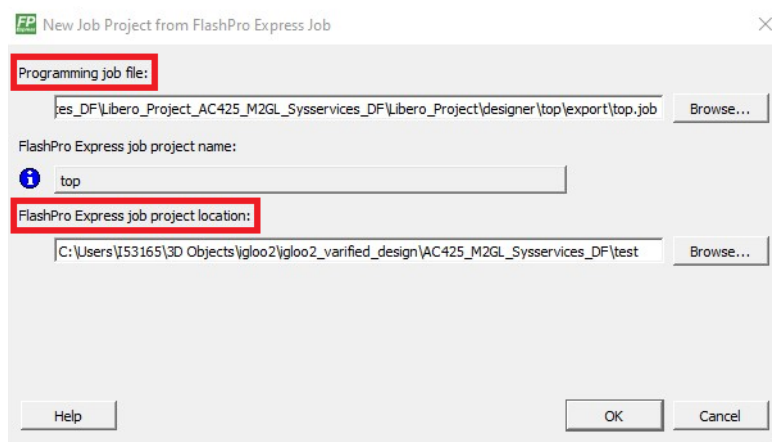 FP
Express
New Job Project from FlashPro Express Job
Programming job file:
:es_DF\Libero_Project_AC425_M2GL_Sysservices_DF\Libero_Project\designer\top\export\top.job
Browse...
FlashPro Express job project name:
top
FlashPro Express job project location:
C:\Users\I53165\3D Objects\igloo2\igloo2_varified_design\AC425_M2GL_Sysservices_DF\test
Browse...
Help
OK
Cancel